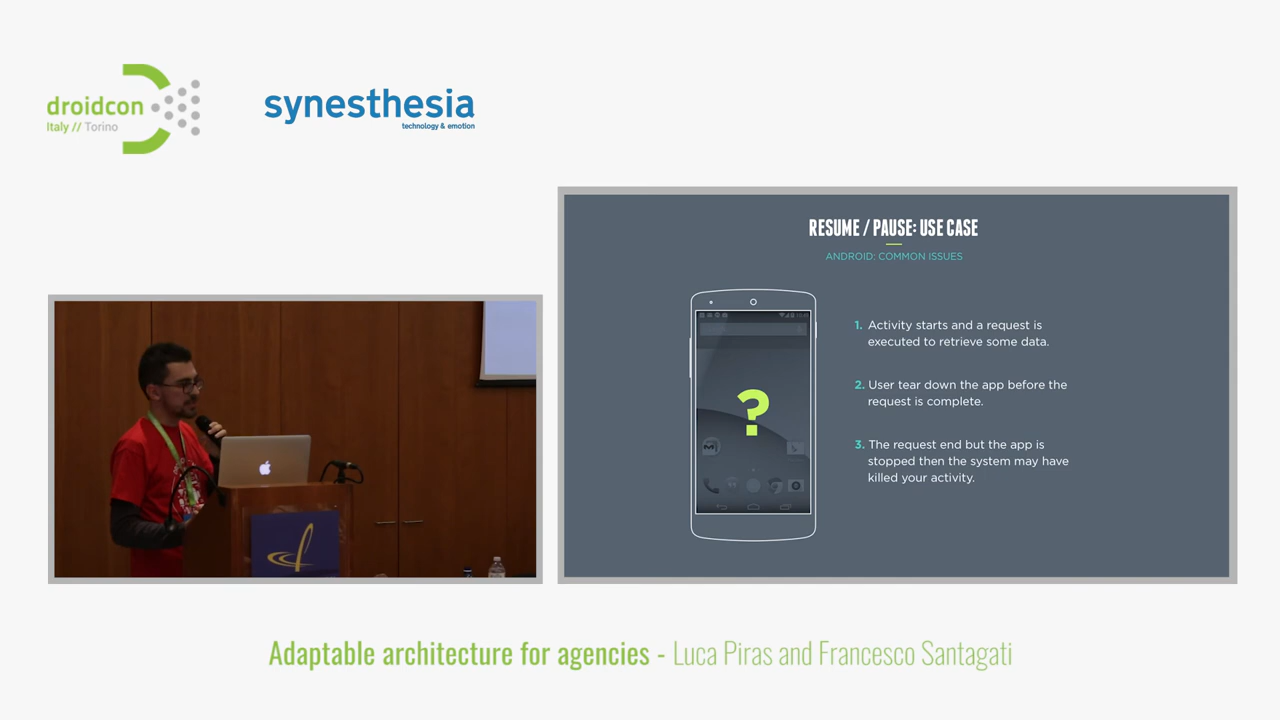 droidcon
Italy // Torino
synesthesia
technology & emotion
RESUME / PAUSE: USE CASE
ANDROID: COMMON ISSUES
1. Activity starts and a request is
executed to retrieve some data.
2. User tear down the app before the
request is complete.
3. The request end but the app is
stopped then the system may have
killed your activity.
?
Adaptable architecture for agencies - Luca Piras and Francesco Santagati